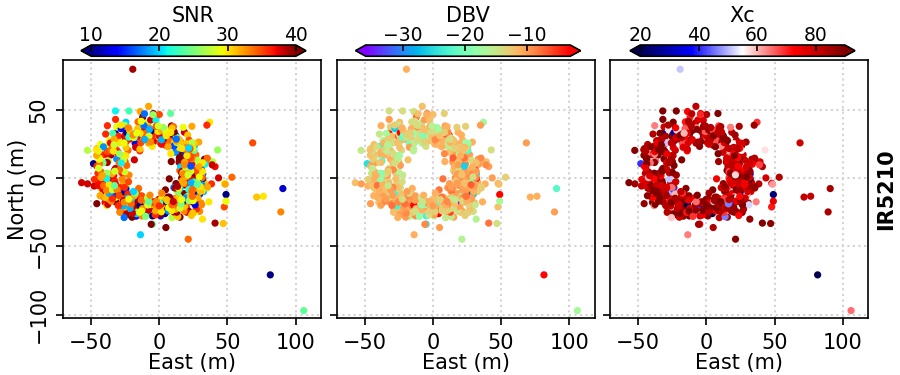 SNR
DBV
Xc
10 20 30 40
−30 −20 −10
20 40 60 80
50
0
−50
−100
North (m)
−50 0 50 100
−50 0 50 100
−50 0 50 100
East (m)
East (m)
East (m)
IR5210